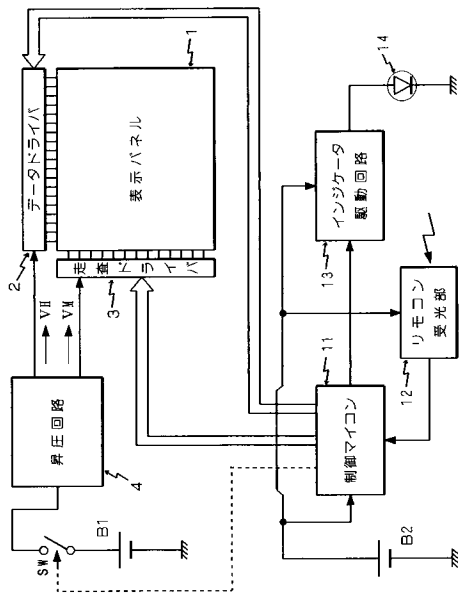 データドライバ
2
表示パネル
1
走査ドライバ
3
VH
VM
昇圧回路
4
SW
B1
インジケータ
駆動回路
13
14
制御マイコン
11
リモコン
受光部
12
B2